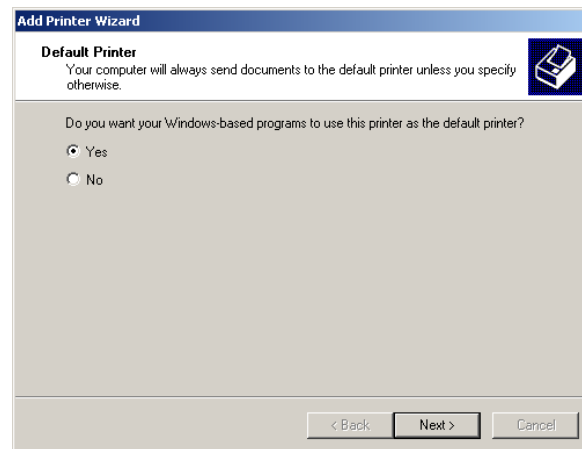 Add Printer Wizard
Default Printer
Your computer will always send documents to the default printer unless you specify
otherwise.
Do you want your Windows-based programs to use this printer as the default printer?
Yes
No
< Back
Next >
Cancel